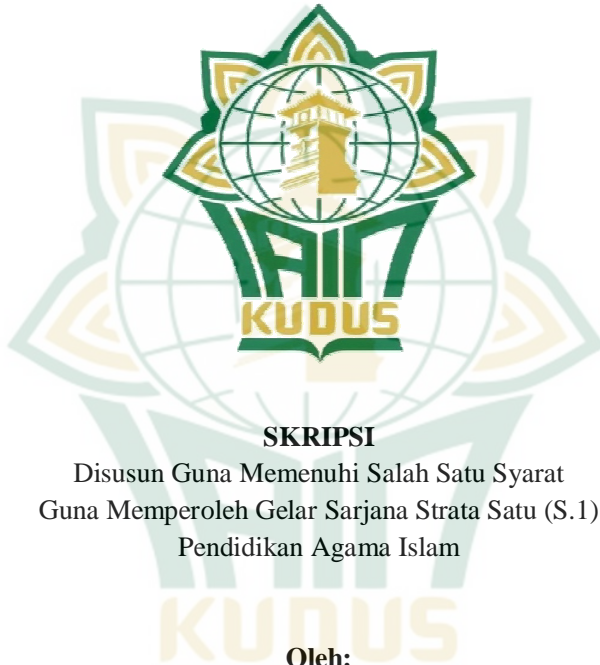 IAIN
KUDUS
SKRIPSI
Disusun Guna Memenuhi Salah Satu Syarat
Guna Memperoleh Gelar Sarjana Strata Satu (S.1)
Pendidikan Agama Islam
KUDUS
Oleh: